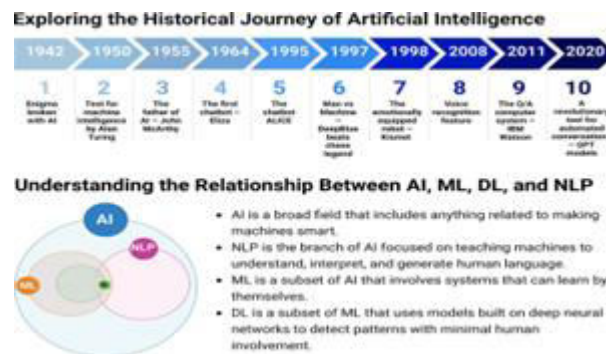 Exploring the Historical Journey of Artificial Intelligence
1942 1950 1955 1964 1995 1997 1998 2008 2011 2020
1 2 3 4 5 6 7 8 9 10
Enigma
broken
with AI
Test for
machine
intelligence
by Alan
Turing
The
father of
AI – John
McArthy
The first
chatbot –
Eliza
The
chatbot
ALICE
Man vs
Machine –
DeepBlue
beats chess
legend
The
emotionally
equipped
robot –
Kismet
Voice
recognition
feature
The Q/A
computer
system –
IBM
Watson
A
revolutionary
tool for
automated
conversations
– GPT
models
Understanding the Relationship Between AI, ML, DL, and NLP
AI
NLP
ML
• AI is a broad field that includes anything related to making
machines smart.
• NLP is the branch of AI focused on teaching machines to
understand, interpret, and generate human language.
• ML is a subset of AI that involves systems that can learn by
themselves.
• DL is a subset of ML that uses models built on deep neural
networks to detect patterns with minimal human
involvement.